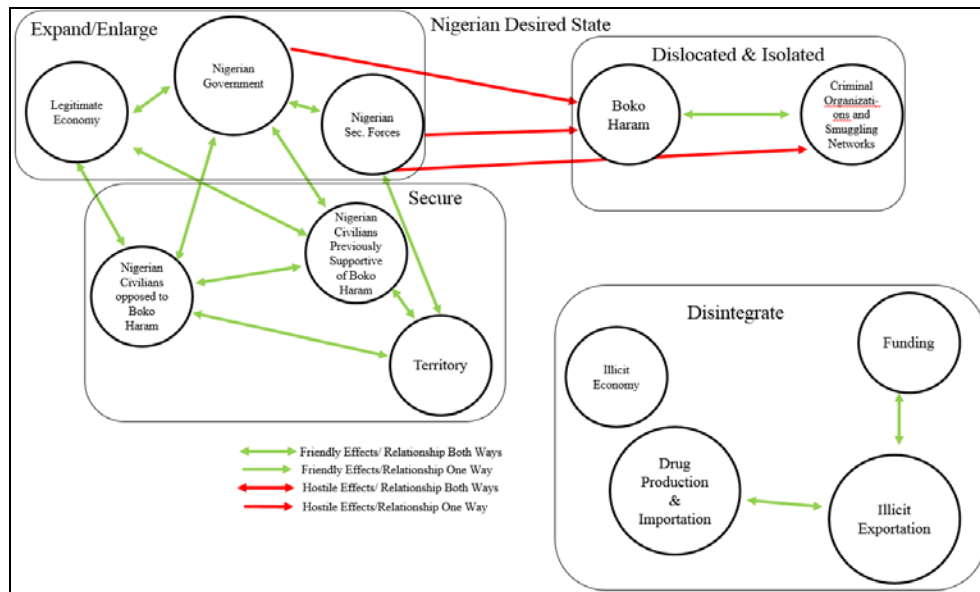 Nigerian Desired State
Expand/Enlarge
Legitimate
Economy
Nigerian
Government
Nigerian
Sec. Forces
Dislocated & Isolated
Boko
Haram
Criminal
Organizati-
ons and
Smuggling
Networks
Secure
Nigerian
Civilians
opposed to
Boko
Haram
Nigerian
Civilians
Previously
Supportive
of Boko
Haram
Territory
Disintegrate
Illicit
Economy
Funding
Drug
Production
&
Importation
Illicit
Exportation
Friendly Effects/ Relationship Both Ways
Friendly Effects/Relationship One Way
Hostile Effects/ Relationship Both Ways
Hostile Effects/Relationship One Way